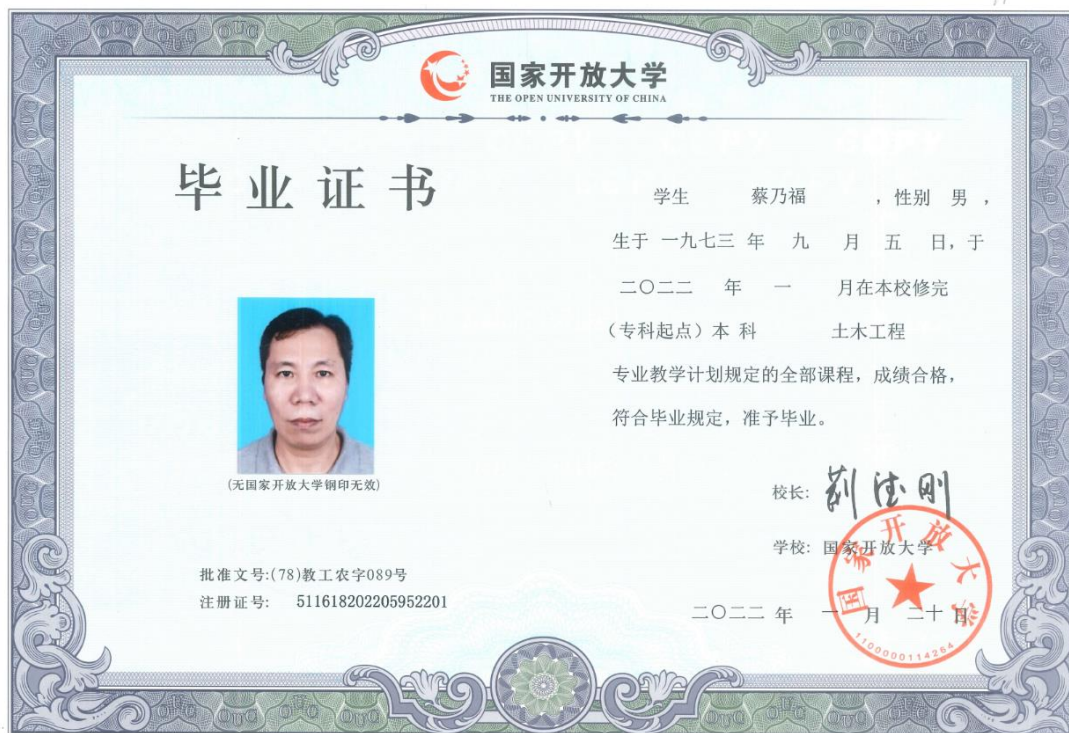 国家开放大学
THE OPEN UNIVERSITY OF CHINA
毕业证书
学生 蔡乃福 ，性别 男 ，
生于 一九七三 年 九 月 五 日，于
二〇二二 年 一 月在本校修完
（专科起点）本 科 土木工程
专业教学计划规定的全部课程，成绩合格，
符合毕业规定，准予毕业。
(无国家开放大学钢印无效)
校长:
学校: 国家开放大学
批准文号:(78)教工农字089号
注册证号: 511618202205952201
二〇二二 年 一 月 二十 日
国家开放大学
1100000114264